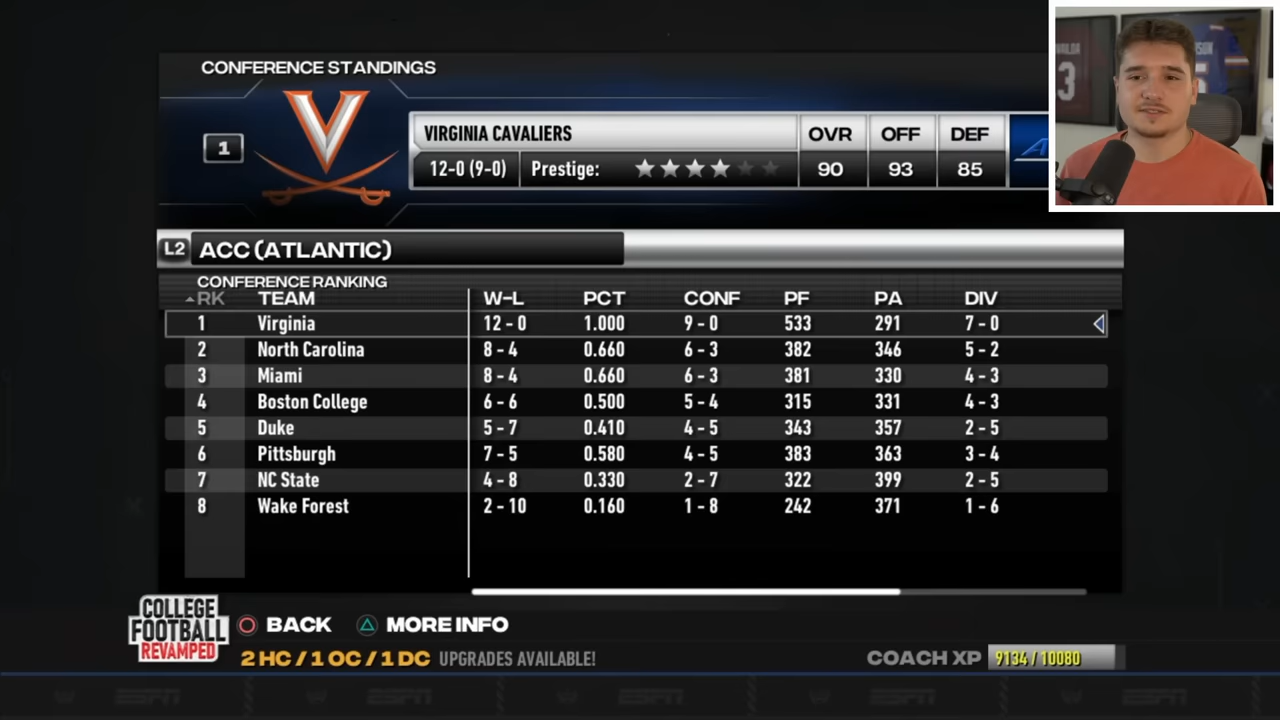 CONFERENCE STANDINGS
1
VIRGINIA CAVALIERS OVR OFF DEF
12-0 (9-0) Prestige: 90 93 85
L2 ACC (ATLANTIC)
CONFERENCE RANKING
RK TEAM W-L PCT CONF PF PA DIV
1 Virginia 12 - 0 1.000 9 - 0 533 291 7 - 0
2 North Carolina 8 - 4 0.660 6 - 3 382 346 5 - 2
3 Miami 8 - 4 0.660 6 - 3 381 330 4 - 3
4 Boston College 6 - 6 0.500 5 - 4 315 331 4 - 3
5 Duke 5 - 7 0.410 4 - 5 343 357 2 - 5
6 Pittsburgh 7 - 5 0.580 4 - 5 383 363 3 - 4
7 NC State 4 - 8 0.330 2 - 7 322 399 2 - 5
8 Wake Forest 2 - 10 0.160 1 - 8 242 371 1 - 6
COLLEGE
FOOTBALL
REVAMPED
BACK MORE INFO
2 HC / 1 OC / 1 DC UPGRADES AVAILABLE!
COACH XP 9134 / 10080
ESPN ESPN ESPN ESPN ESPN
3